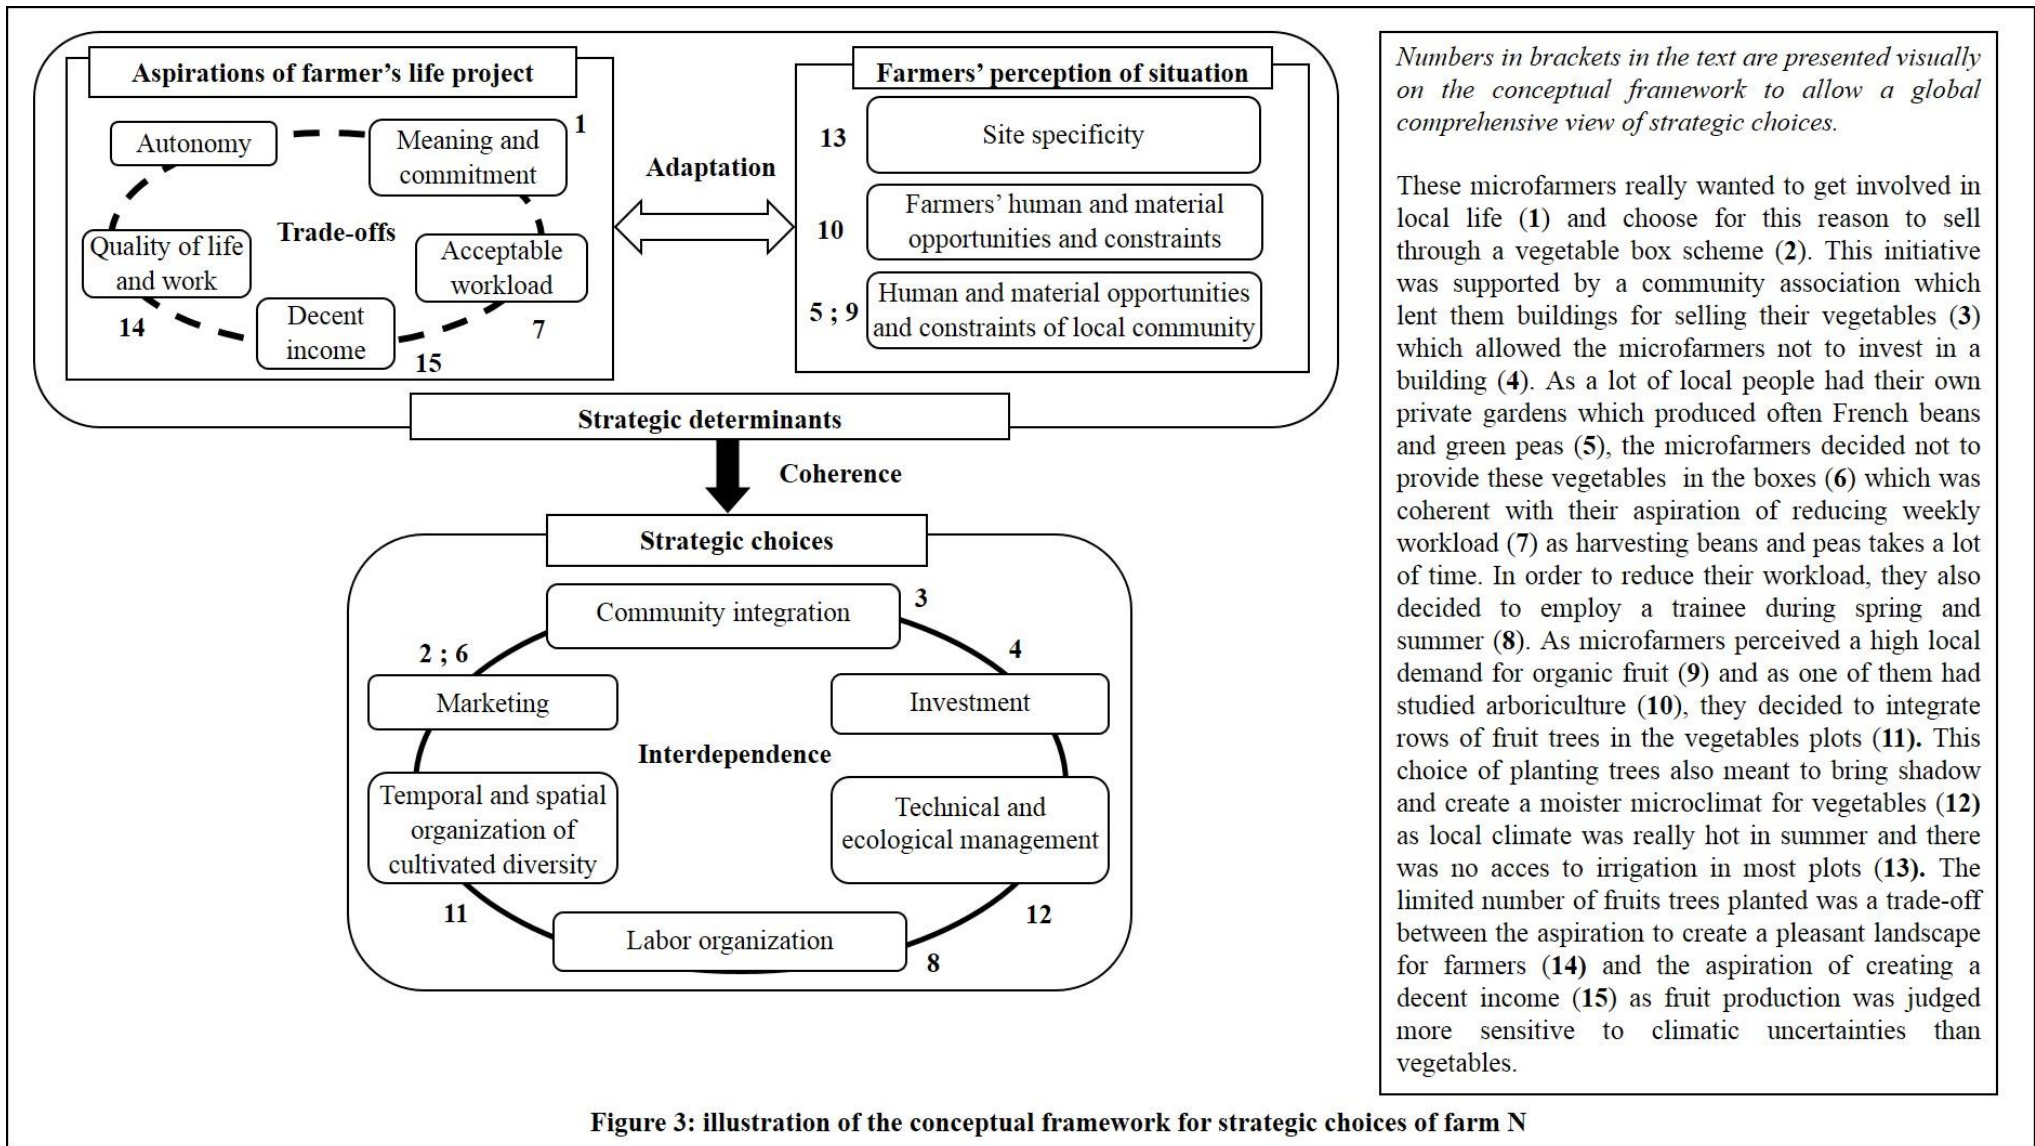 Aspirations of farmer's life project
Autonomy
Meaning and
commitment
1
Trade-offs
Quality of life
and work
14
Acceptable
workload
7
Decent
income
15
Adaptation
Farmers' perception of situation
13
Site specificity
10
Farmers' human and material
opportunities and constraints
5 ; 9
Human and material opportunities
and constraints of local community
Strategic determinants
Coherence
Strategic choices
Community integration
3
2 ; 6
4
Marketing
Investment
Interdependence
Temporal and spatial
organization of
cultivated diversity
Technical and
ecological management
11
12
Labor organization
8
Numbers in brackets in the text are presented visually
on the conceptual framework to allow a global
comprehensive view of strategic choices.
These microfarmers really wanted to get involved in
local life (1) and choose for this reason to sell
through a vegetable box scheme (2). This initiative
was supported by a community association which
lent them buildings for selling their vegetables (3)
which allowed the microfarmers not to invest in a
building (4). As a lot of local people had their own
private gardens which produced often French beans
and green peas (5), the microfarmers decided not to
provide these vegetables in the boxes (6) which was
coherent with their aspiration of reducing weekly
workload (7) as harvesting beans and peas takes a lot
of time. In order to reduce their workload, they also
decided to employ a trainee during spring and
summer (8). As microfarmers perceived a high local
demand for organic fruit (9) and as one of them had
studied arboriculture (10), they decided to integrate
rows of fruit trees in the vegetables plots (11). This
choice of planting trees also meant to bring shadow
and create a moister microclimat for vegetables (12)
as local climate was really hot in summer and there
was no acces to irrigation in most plots (13). The
limited number of fruits trees planted was a trade-off
between the aspiration to create a pleasant landscape
for farmers (14) and the aspiration of creating a
decent income (15) as fruit production was judged
more sensitive to climatic uncertainties than
vegetables.
Figure 3: illustration of the conceptual framework for strategic choices of farm N